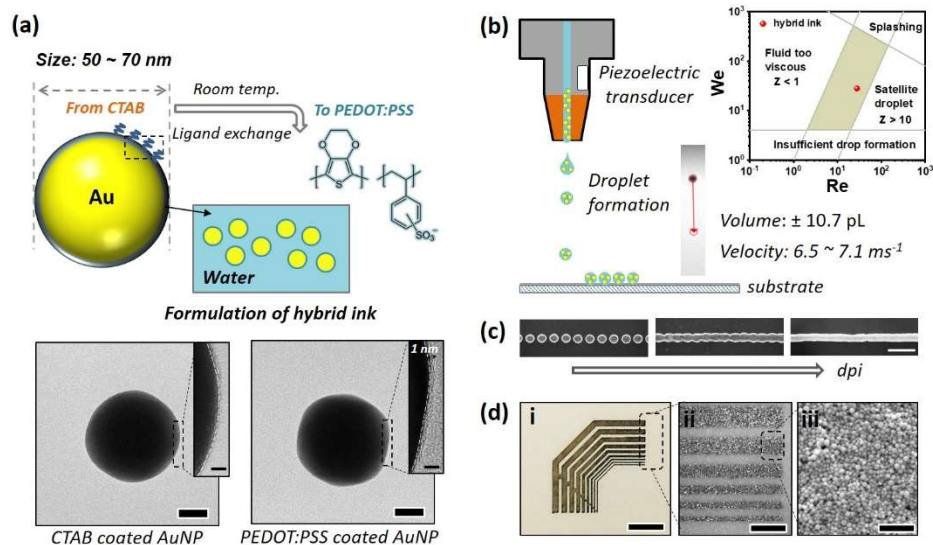 (a)
Size: 50 ~ 70 nm
From CTAB
Room temp.
Ligand exchange
To PEDOT:PSS
O O
S
n
SO₃⁻
Au
Water
Formulation of hybrid ink
1 nm
CTAB coated AuNP
PEDOT:PSS coated AuNP
(b)
Piezoelectric
transducer
Droplet
formation
substrate
Volume: ± 10.7 pL
Velocity: 6.5 ~ 7.1 ms⁻¹
We
10³
10²
10¹
10⁰
hybrid ink
Splashing
Fluid too
viscous
Z < 1
Satellite
droplet
Z > 10
Insufficient drop formation
10⁻¹ 10⁰ 10¹ 10² 10³
Re
(c)
dpi
(d)
i
ii
iii